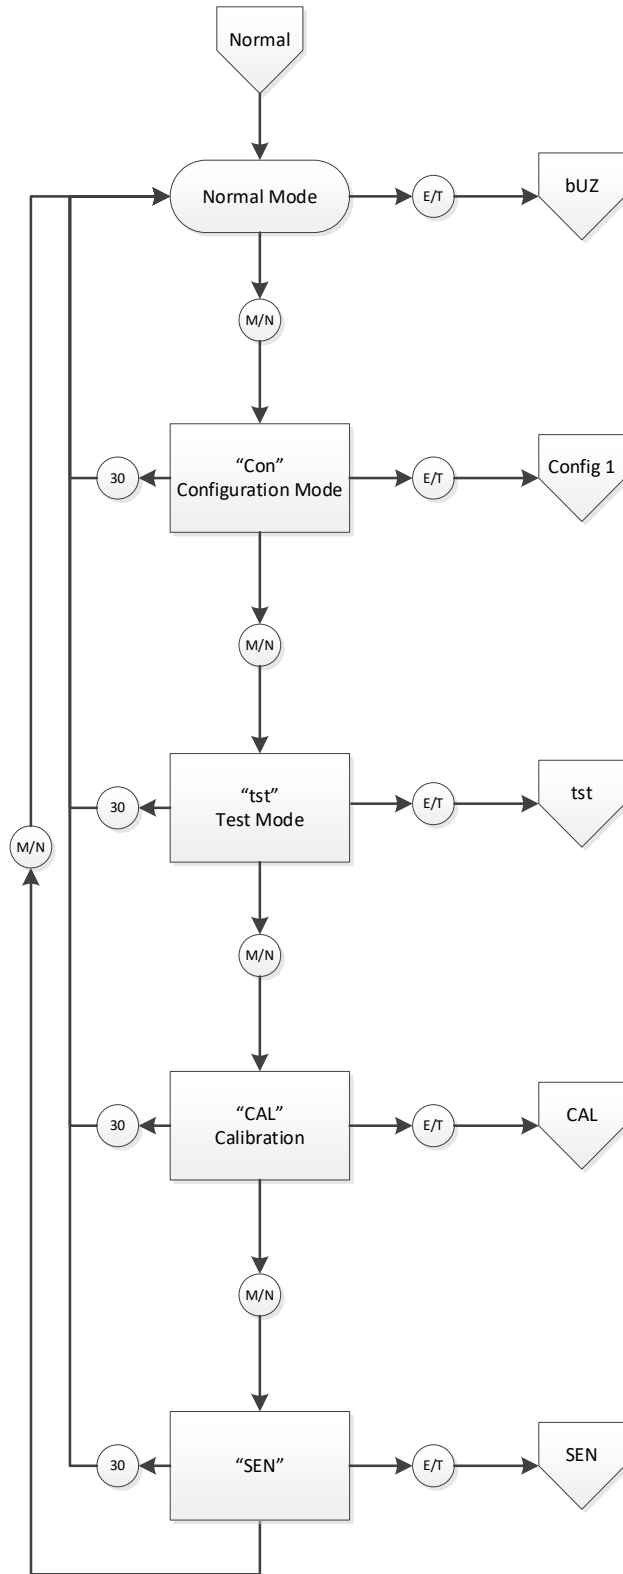 Normal
Normal Mode
E/T
bUZ
M/N
30
“Con”
Configuration Mode
E/T
Config 1
M/N
30
“tst”
Test Mode
E/T
tst
M/N
M/N
30
“CAL”
Calibration
E/T
CAL
M/N
30
“SEN”
E/T
SEN